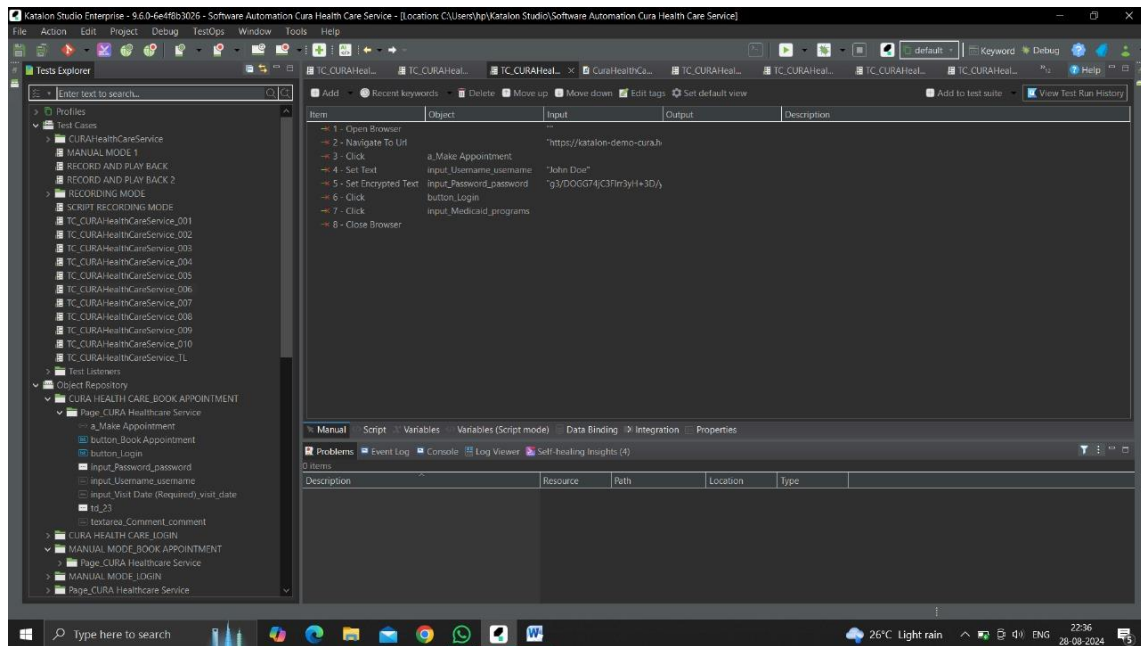 Katalon Studio Enterprise - 9.6.0-6e4f8b3026 - Software Automation Cura Health Care Service - [Location: C:\Users\hp\Katalon Studio\Software Automation Cura Health Care Service]
File Action Edit Project Debug TestOps Window Tools Help
default Keyword Debug
Tests Explorer
TC_CURAHeal... TC_CURAHeal... TC_CURAHeal... CuraHealthCa... TC_CURAHeal... TC_CURAHeal... TC_CURAHeal... TC_CURAHeal... Help
Enter text to search...
Add Recent keywords Delete Move up Move down Edit tags Set default view Add to test suite View Test Run History
Profiles
Test Cases
CURAHealthCareService
MANUAL MODE 1
RECORD AND PLAY BACK
RECORD AND PLAY BACK 2
RECORDING MODE
SCRIPT RECORDING MODE
TC_CURAHealthCareService_001
TC_CURAHealthCareService_002
TC_CURAHealthCareService_003
TC_CURAHealthCareService_004
TC_CURAHealthCareService_005
TC_CURAHealthCareService_006
TC_CURAHealthCareService_007
TC_CURAHealthCareService_008
TC_CURAHealthCareService_009
TC_CURAHealthCareService_010
TC_CURAHealthCareService_TL
Test Listeners
Object Repository
CURA HEALTH CARE_BOOK APPOINTMENT
Page_CURA Healthcare Service
a_Make Appointment
button_Book Appointment
button_Login
input_Password_password
input_Username_username
input_Visit Date (Required)_visit_date
td_23
textarea_Comment_comment
CURA HEALTH CARE_LOGIN
MANUAL MODE_BOOK APPOINTMENT
Page_CURA Healthcare Service
MANUAL MODE_LOGIN
Page_CURA Healthcare Service
Item Object Input Output Description
1 - Open Browser ""
2 - Navigate To Url "https://katalon-demo-cura.h
3 - Click a_Make Appointment
4 - Set Text input_Username_username "John Doe"
5 - Set Encrypted Text input_Password_password
6 - Click button_Login
7 - Click input_Medicaid_programs
8 - Close Browser
Manual Script Variables Variables (Script mode) Data Binding Integration Properties
Problems Event Log Console Log Viewer Self-healing Insights (4)
0 items
Description Resource Path Location Type
Type here to search
26°C Light rain ENG 22:36
28-08-2024